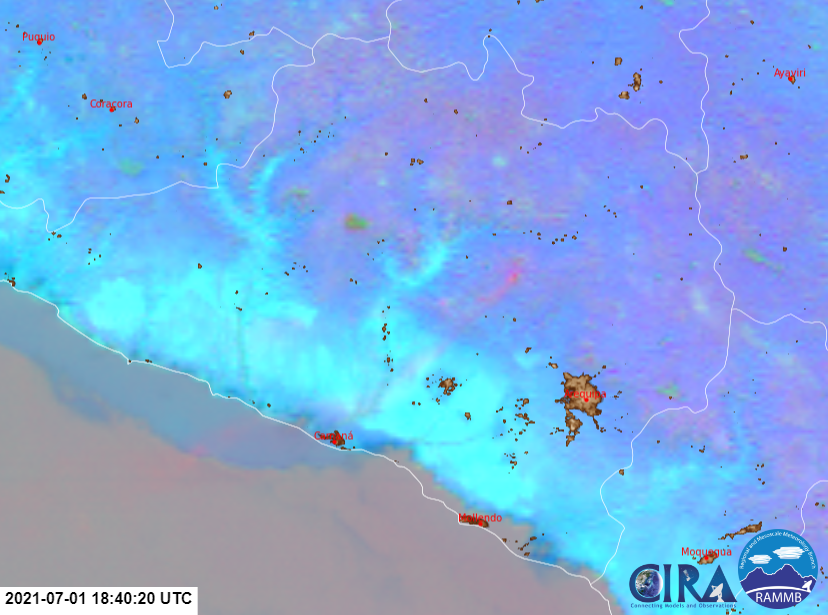 Puquio
Ayaviri
Coracora
Camaná
Mollendo
Moquegua
CIRA
Connecting Models and Observations
Regional and Mesoscale Meteorology Branch
RAMMB
2021-07-01 18:40:20 UTC